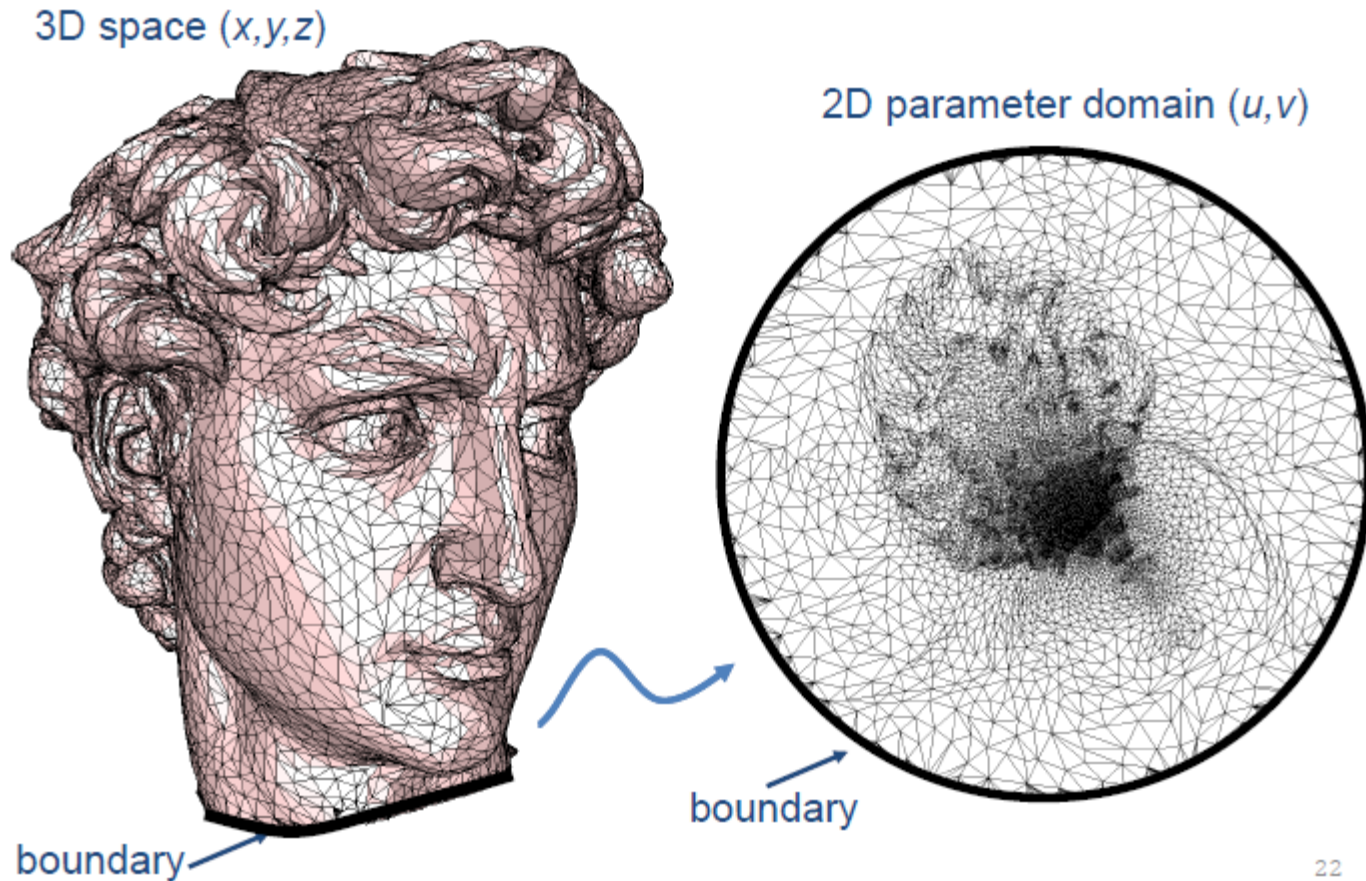 3D space (x,y,z)
2D parameter domain (u,v)
boundary
boundary
22